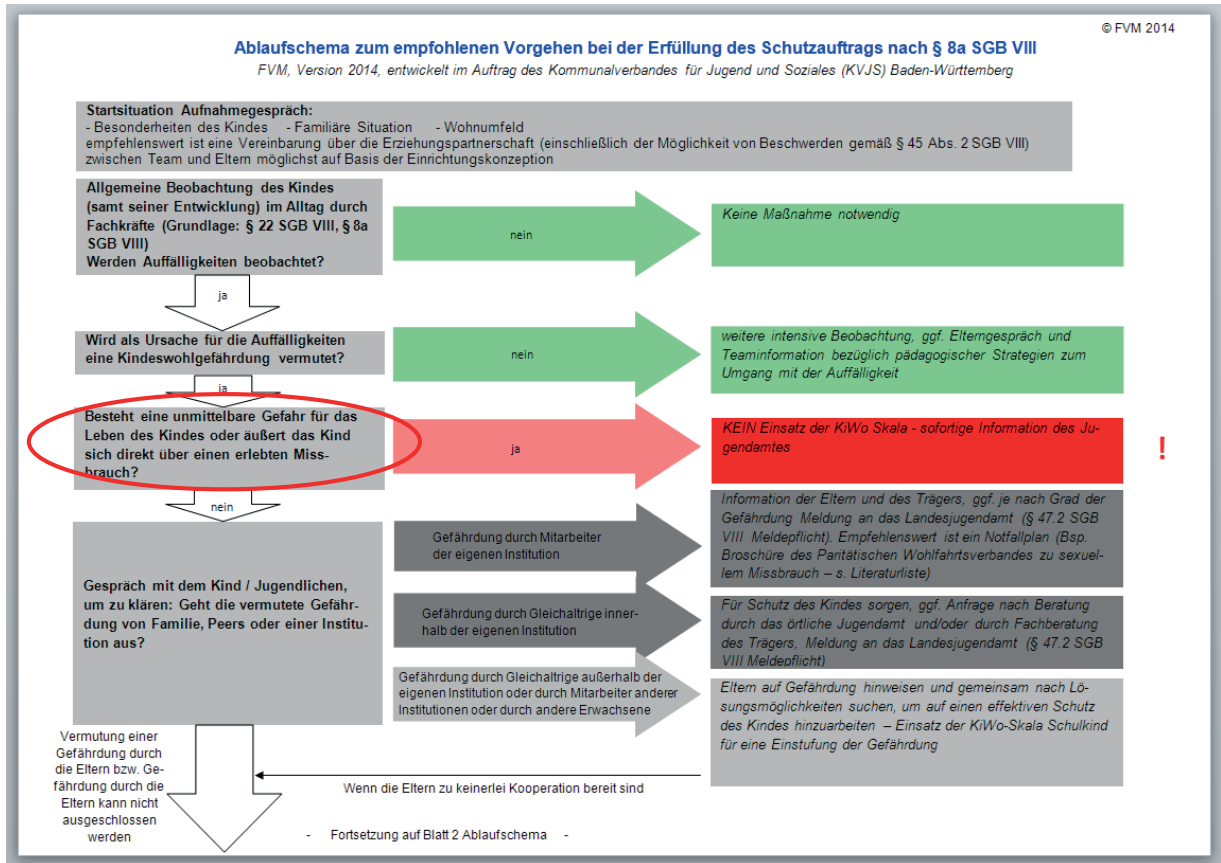 © FVM 2014
Ablaufschema zum empfohlenen Vorgehen bei der Erfüllung des Schutzauftrags nach § 8a SGB VIII
FVM, Version 2014, entwickelt im Auftrag des Kommunalverbandes für Jugend und Soziales (KVJS) Baden-Württemberg
Startsituation Aufnahmegespräch:
- Besonderheiten des Kindes - Familiäre Situation - Wohnumfeld
empfehlenswert ist eine Vereinbarung über die Erziehungspartnerschaft (einschließlich der Möglichkeit von Beschwerden gemäß § 45 Abs. 2 SGB VIII)
zwischen Team und Eltern möglichst auf Basis der Einrichtungskonzeption
Allgemeine Beobachtung des Kindes
(samt seiner Entwicklung) im Alltag durch
Fachkräfte (Grundlage: § 22 SGB VIII, § 8a
SGB VIII)
Werden Auffälligkeiten beobachtet?
nein
Keine Maßnahme notwendig
ja
Wird als Ursache für die Auffälligkeiten
eine Kindeswohlgefährdung vermutet?
nein
weitere intensive Beobachtung, ggf. Elterngespräch und
Teaminformation bezüglich pädagogischer Strategien zum
Umgang mit der Auffälligkeit
ja
Besteht eine unmittelbare Gefahr für das
Leben des Kindes oder äußert das Kind
sich direkt über einen erlebten Miss-
brauch?
ja
KEIN Einsatz der KiWo Skala - sofortige Information des Ju-
gendamtes
!
nein
Gespräch mit dem Kind / Jugendlichen,
um zu klären: Geht die vermutete Gefähr-
dung von Familie, Peers oder einer Institu-
tion aus?
Gefährdung durch Mitarbeiter
der eigenen Institution
Information der Eltern und des Trägers, ggf. je nach Grad der
Gefährdung Meldung an das Landesjugendamt (§ 47.2 SGB
VIII Meldepflicht). Empfehlenswert ist ein Notfallplan (Bsp.
Broschüre des Paritätischen Wohlfahrtsverbandes zu sexuel-
lem Missbrauch – s. Literaturliste)
Gefährdung durch Gleichaltrige inner-
halb der eigenen Institution
Für Schutz des Kindes sorgen, ggf. Anfrage nach Beratung
durch das örtliche Jugendamt und/oder durch Fachberatung
des Trägers, Meldung an das Landesjugendamt (§ 47.2 SGB
VIII Meldepflicht)
Gefährdung durch Gleichaltrige außerhalb der
eigenen Institution oder durch Mitarbeiter anderer
Institutionen oder durch andere Erwachsene
Eltern auf Gefährdung hinweisen und gemeinsam nach Lö-
sungsmöglichkeiten suchen, um auf einen effektiven Schutz
des Kindes hinzuarbeiten – Einsatz der KiWo-Skala Schulkind
für eine Einstufung der Gefährdung
Vermutung einer
Gefährdung durch
die Eltern bzw. Ge-
fährdung durch die
Eltern kann nicht
ausgeschlossen
werden
Wenn die Eltern zu keinerlei Kooperation bereit sind
- Fortsetzung auf Blatt 2 Ablaufschema -